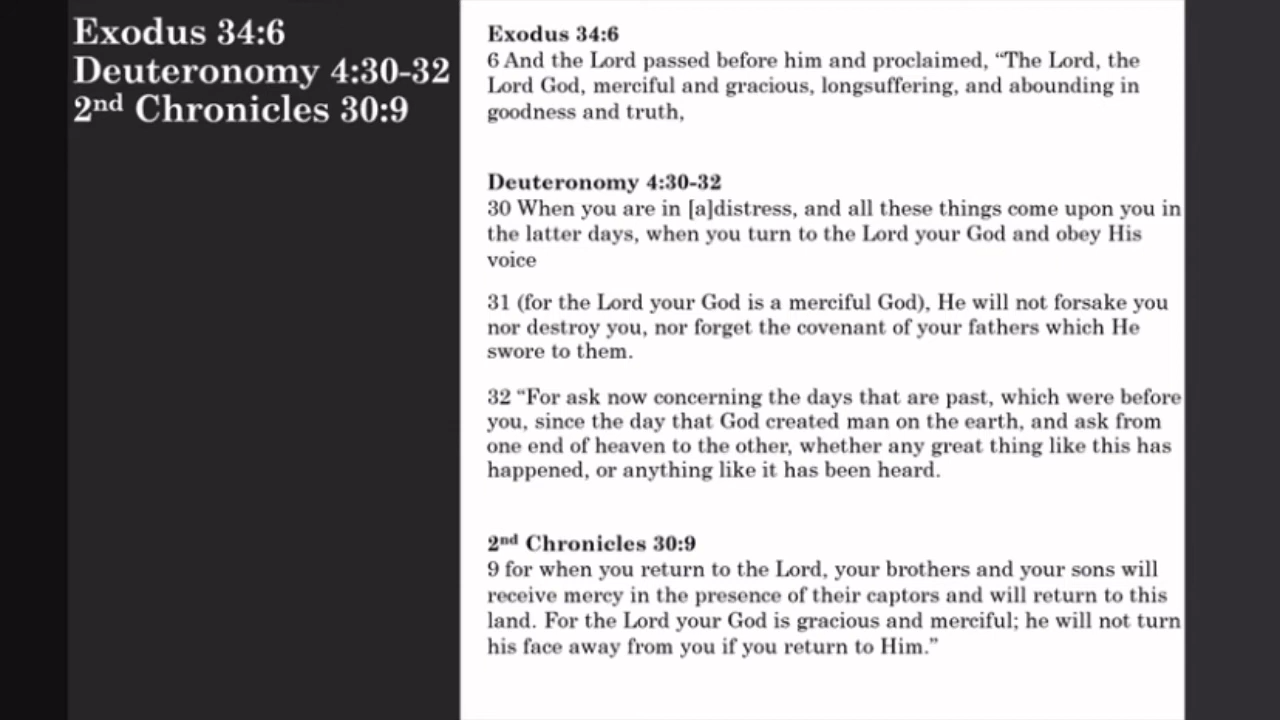 Exodus 34:6
Deuteronomy 4:30-32
2nd Chronicles 30:9
Exodus 34:6
6 And the Lord passed before him and proclaimed, “The Lord, the
Lord God, merciful and gracious, longsuffering, and abounding in
goodness and truth,
Deuteronomy 4:30-32
30 When you are in [a]distress, and all these things come upon you in
the latter days, when you turn to the Lord your God and obey His
voice
31 (for the Lord your God is a merciful God), He will not forsake you
nor destroy you, nor forget the covenant of your fathers which He
swore to them.
32 “For ask now concerning the days that are past, which were before
you, since the day that God created man on the earth, and ask from
one end of heaven to the other, whether any great thing like this has
happened, or anything like it has been heard.
2nd Chronicles 30:9
9 for when you return to the Lord, your brothers and your sons will
receive mercy in the presence of their captors and will return to this
land. For the Lord your God is gracious and merciful; he will not turn
his face away from you if you return to Him.”